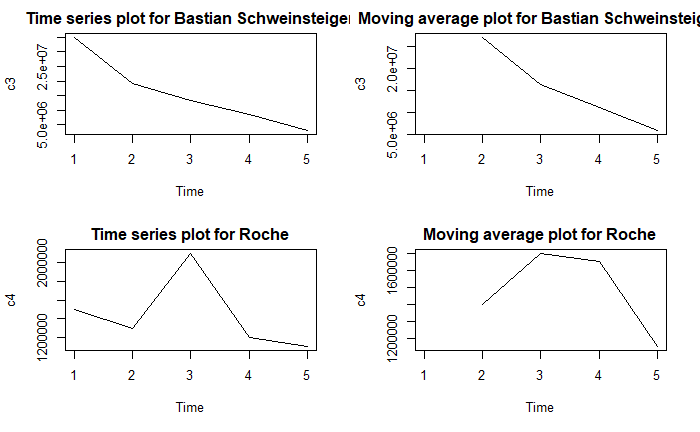 Time series plot for Bastian Schweinsteiger
c3
5.0e+06
2.5e+07
1 2 3 4 5
Time
Moving average plot for Bastian Schweinsteig
c3
5.0e+06
2.0e+07
1 2 3 4 5
Time
Time series plot for Roche
c4
1200000
2000000
1 2 3 4 5
Time
Moving average plot for Roche
c4
1200000
1600000
1 2 3 4 5
Time